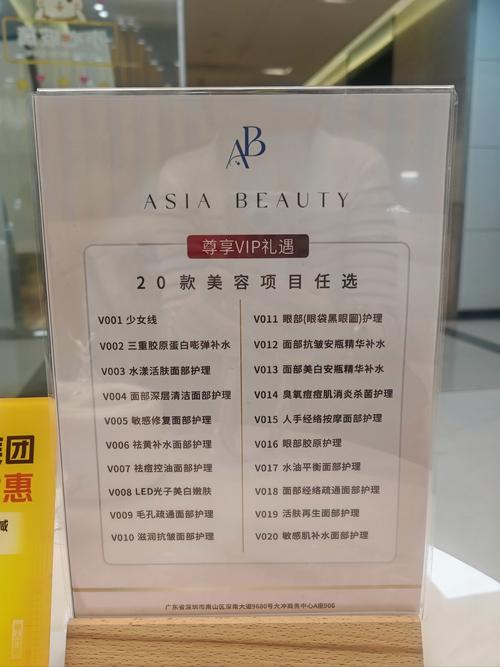 AB
ASIA BEAUTY
尊享VIP礼遇
20款美容项目任选
V001 少女线
V002 三重胶原蛋白嘭弹补水
V003 水漾活肤面部护理
V004 面部深层清洁面部护理
V005 敏感修复面部护理
V006 祛黄补水面部护理
V007 祛痘控油面部护理
V008 LED光子美白嫩肤
V009 毛孔疏通面部护理
V010 滋润抗皱面部护理
V011 眼部(眼袋黑眼圈)护理
V012 面部抗皱安瓶精华补水
V013 面部美白安瓶精华补水
V014 臭氧痘痘肌消炎杀菌护理
V015 人手经络按摩面部护理
V016 眼部胶原护理
V017 水油平衡面部护理
V018 面部经络疏通面部护理
V019 活肤再生面部护理
V020 敏感肌补水面部护理
广东省深圳市南山区深南大道9680号大冲商务中心A座906
团
惠
减